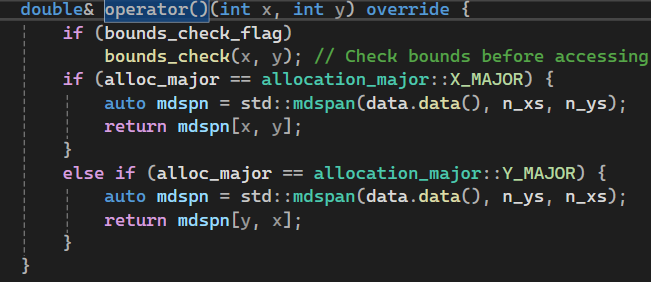 double& operator()(int x, int y) override {
    if (bounds_check_flag)
        bounds_check(x, y); // Check bounds before accessing
    if (alloc_major == allocation_major::X_MAJOR) {
        auto mdspn = std::mdspan(data.data(), n_xs, n_ys);
        return mdspn[x, y];
    }
    else if (alloc_major == allocation_major::Y_MAJOR) {
        auto mdspn = std::mdspan(data.data(), n_ys, n_xs);
        return mdspn[y, x];
    }
}